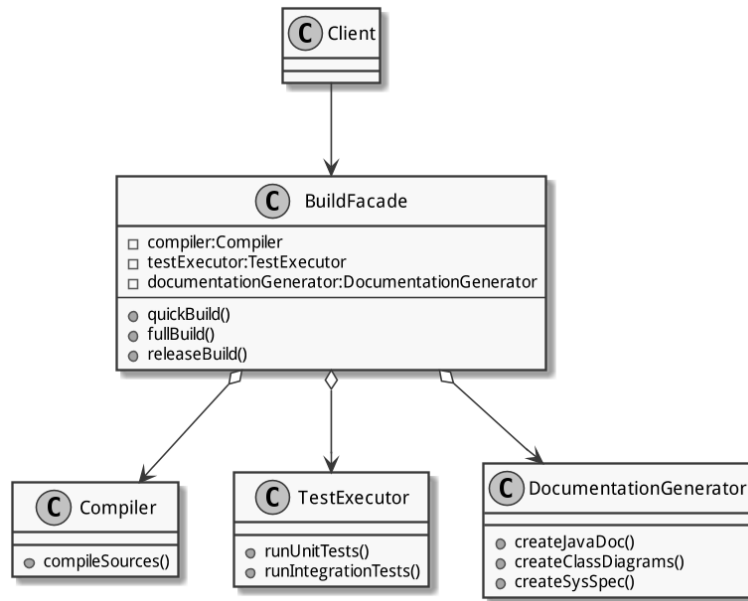 C Client
C BuildFacade
compiler:Compiler
testExecutor:TestExecutor
documentationGenerator:DocumentationGenerator
quickBuild()
fullBuild()
releaseBuild()
C Compiler
compileSources()
C TestExecutor
runUnitTests()
runIntegrationTests()
C DocumentationGenerator
createJavaDoc()
createClassDiagrams()
createSysSpec()